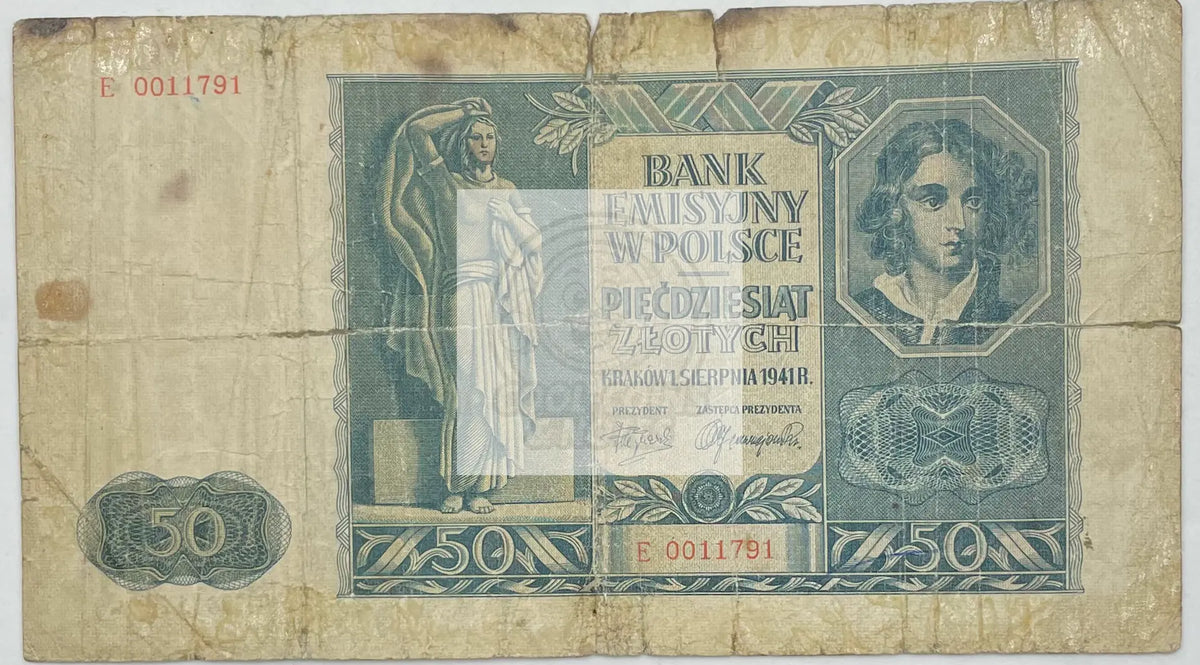 E 0011791
BANK
EMISYJNY
W POLSCE
PIĘĆDZIESIĄT
ZŁOTYCH
KRAKÓW 1. SIERPNIA 1941 R.
PREZYDENT ZASTĘPCA PREZYDENTA
50
50
E 0011791
50